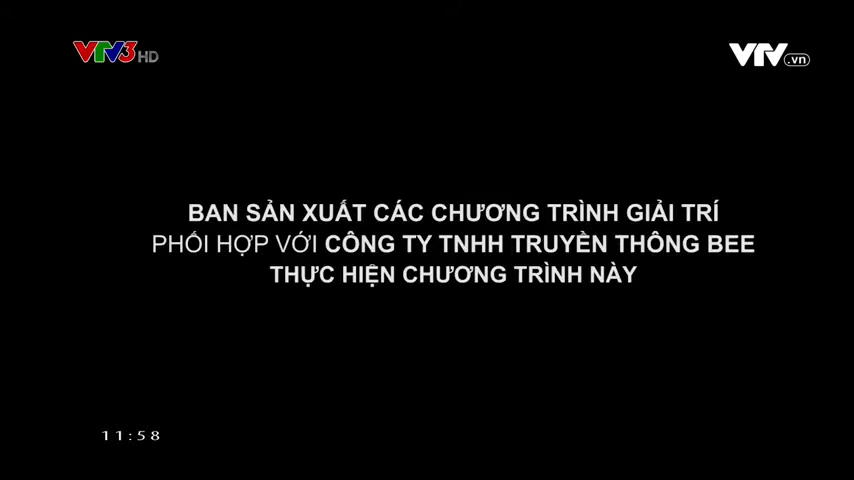 VTV3 HD
VTV.vn
BAN SẢN XUẤT CÁC CHƯƠNG TRÌNH GIẢI TRÍ
PHỐI HỢP VỚI CÔNG TY TNHH TRUYỀN THÔNG BEE
THỰC HIỆN CHƯƠNG TRÌNH NÀY
11:58